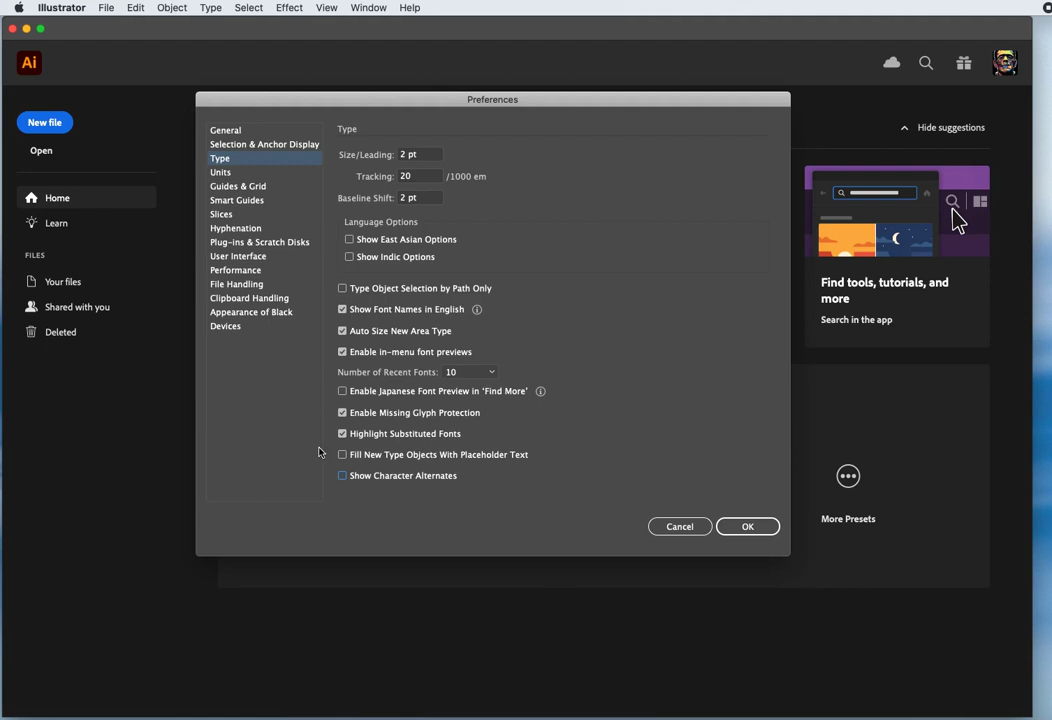 Illustrator File Edit Object Type Select Effect View Window Help
Ai
New file
Open
Home
Learn
FILES
Your files
Shared with you
Deleted
Hide suggestions
Find tools, tutorials, and
more
Search in the app
More Presets
Preferences
General
Selection & Anchor Display
Type
Units
Guides & Grid
Smart Guides
Slices
Hyphenation
Plug-ins & Scratch Disks
User Interface
Performance
File Handling
Clipboard Handling
Appearance of Black
Devices
Type
Size/Leading: 2 pt
Tracking: 20 /1000 em
Baseline Shift: 2 pt
Language Options
Show East Asian Options
Show Indic Options
Type Object Selection by Path Only
Show Font Names in English
Auto Size New Area Type
Enable in-menu font previews
Number of Recent Fonts: 10
Enable Japanese Font Preview in 'Find More'
Enable Missing Glyph Protection
Highlight Substituted Fonts
Fill New Type Objects With Placeholder Text
Show Character Alternates
Cancel OK